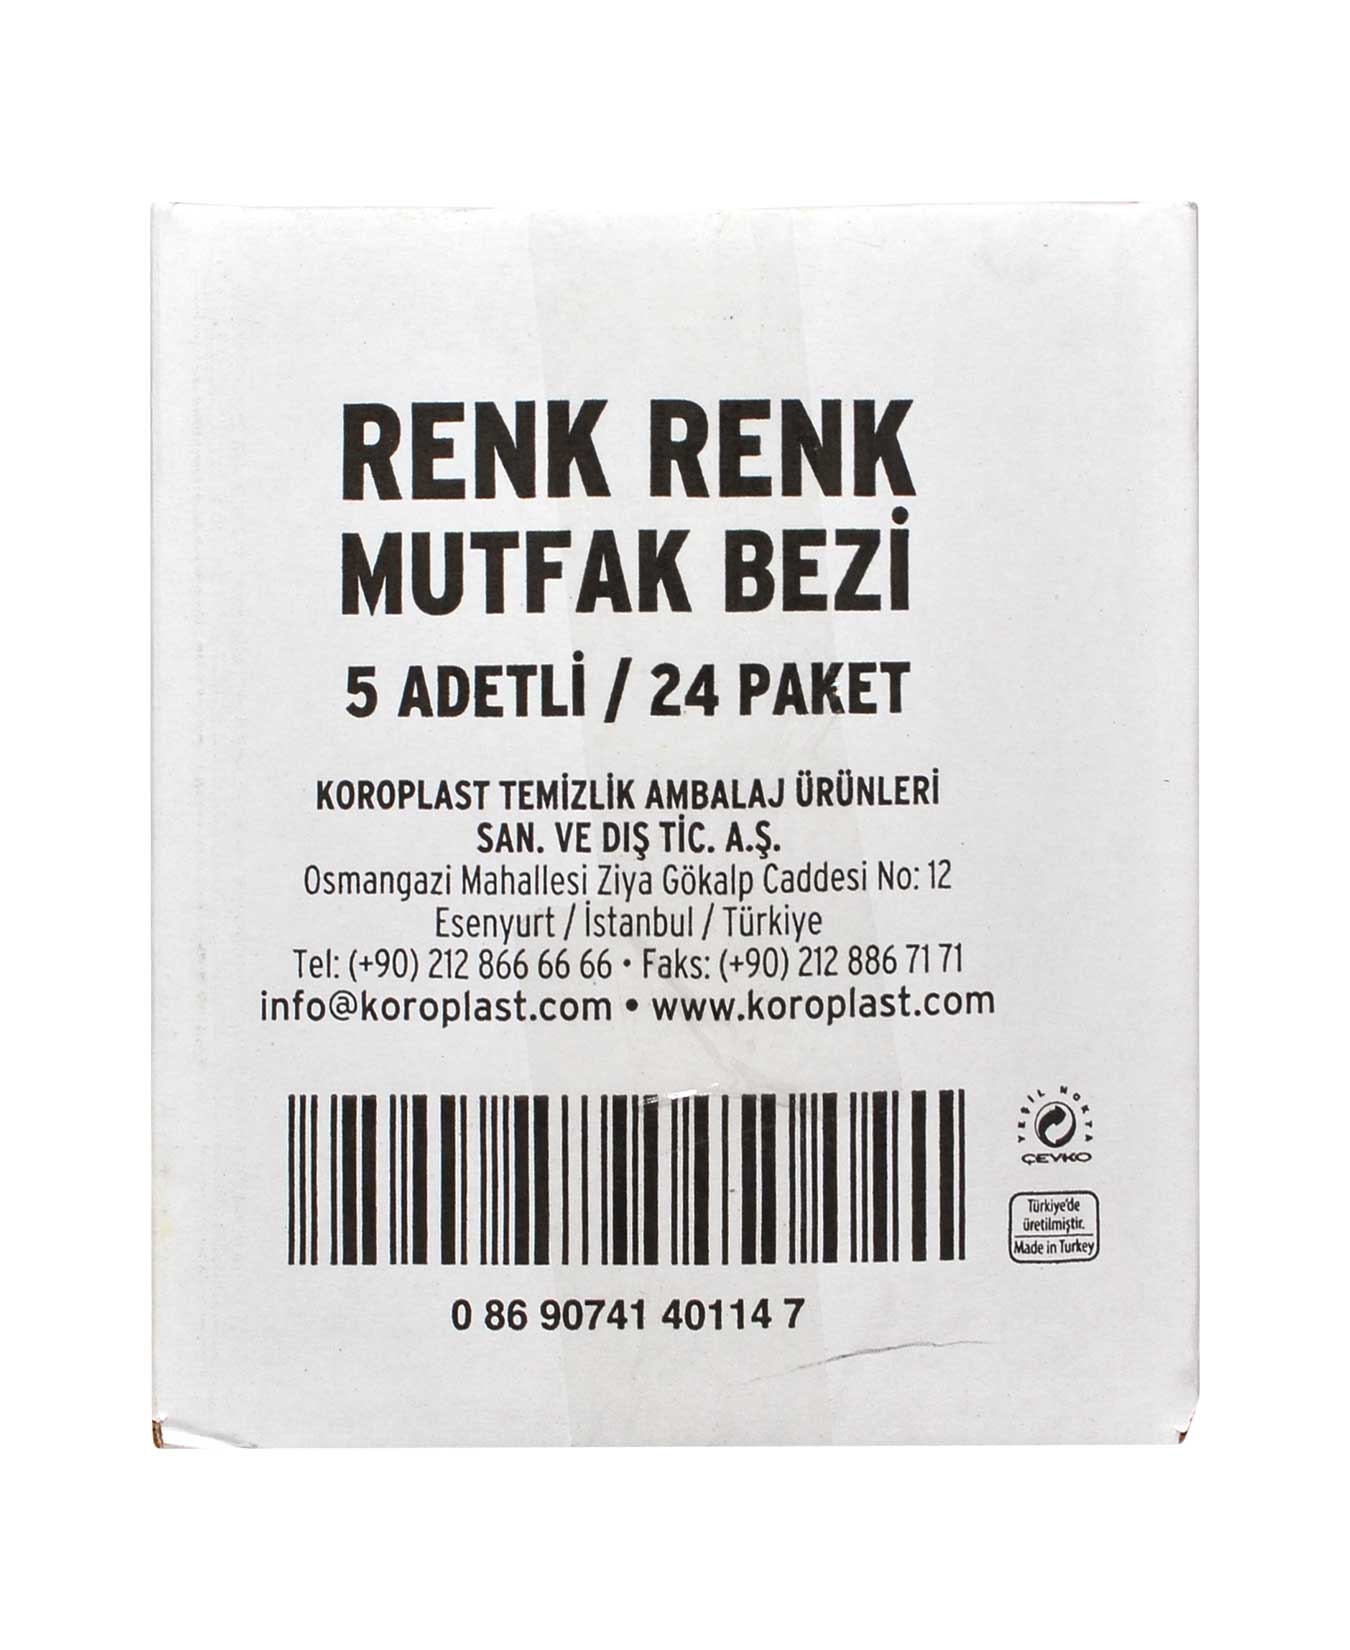 RENK RENK
MUTFAK BEZİ
5 ADETLİ / 24 PAKET
KOROPLAST TEMİZLİK AMBALAJ ÜRÜNLERİ
SAN. VE DIŞ TİC. A.Ş.
Osmangazi Mahallesi Ziya Gökalp Caddesi No: 12
Esenyurt / İstanbul / Türkiye
Tel: (+90) 212 866 66 66 • Faks: (+90) 212 886 71 71
info@koroplast.com • www.koroplast.com
YEŞİL NOKTA
ÇEVKO
Türkiye'de
üretilmiştir.
Made in Turkey
0 86 90741 40114 7